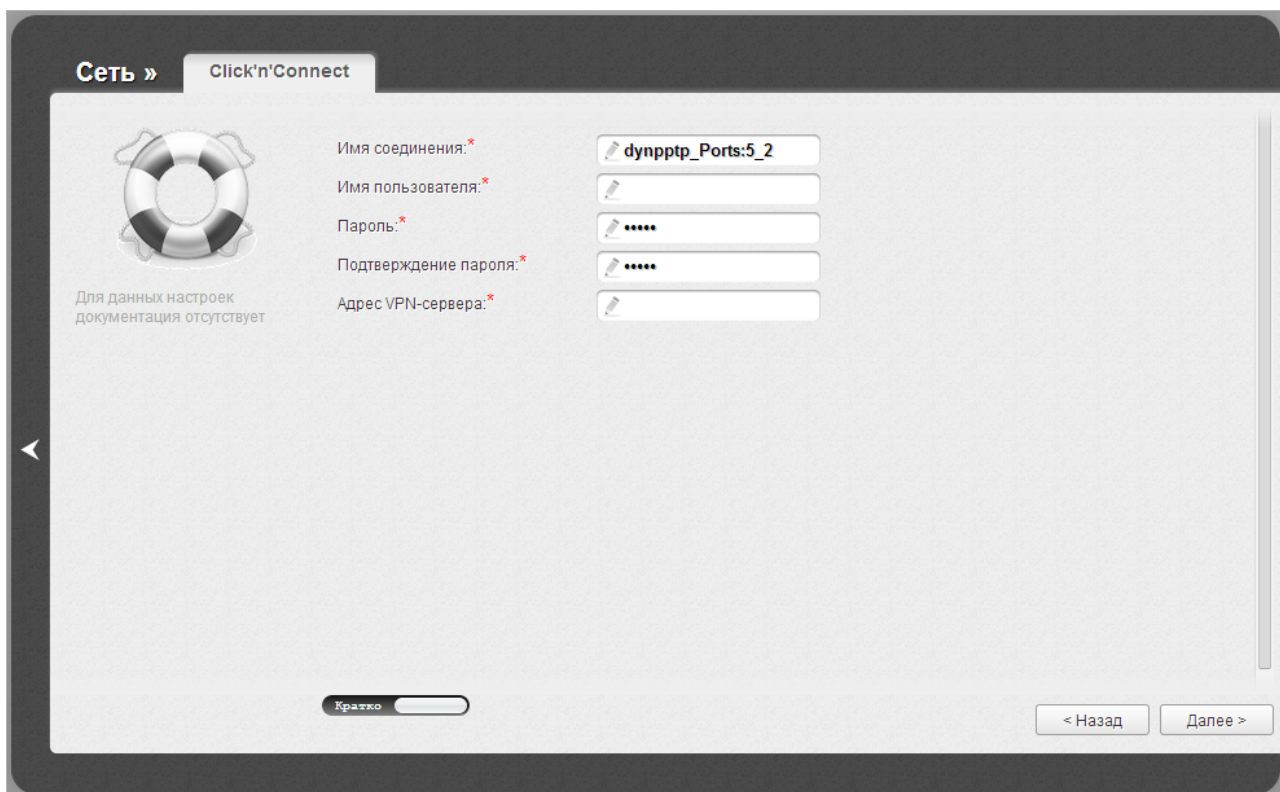 Сеть »
Click'n'Connect
Имя соединения:*
dynpptp_Ports:5_2
Имя пользователя:*
Пароль:*
•••••
Подтверждение пароля:*
•••••
Адрес VPN-сервера:*
Для данных настроек
документация отсутствует
Кратко
< Назад
Далее >